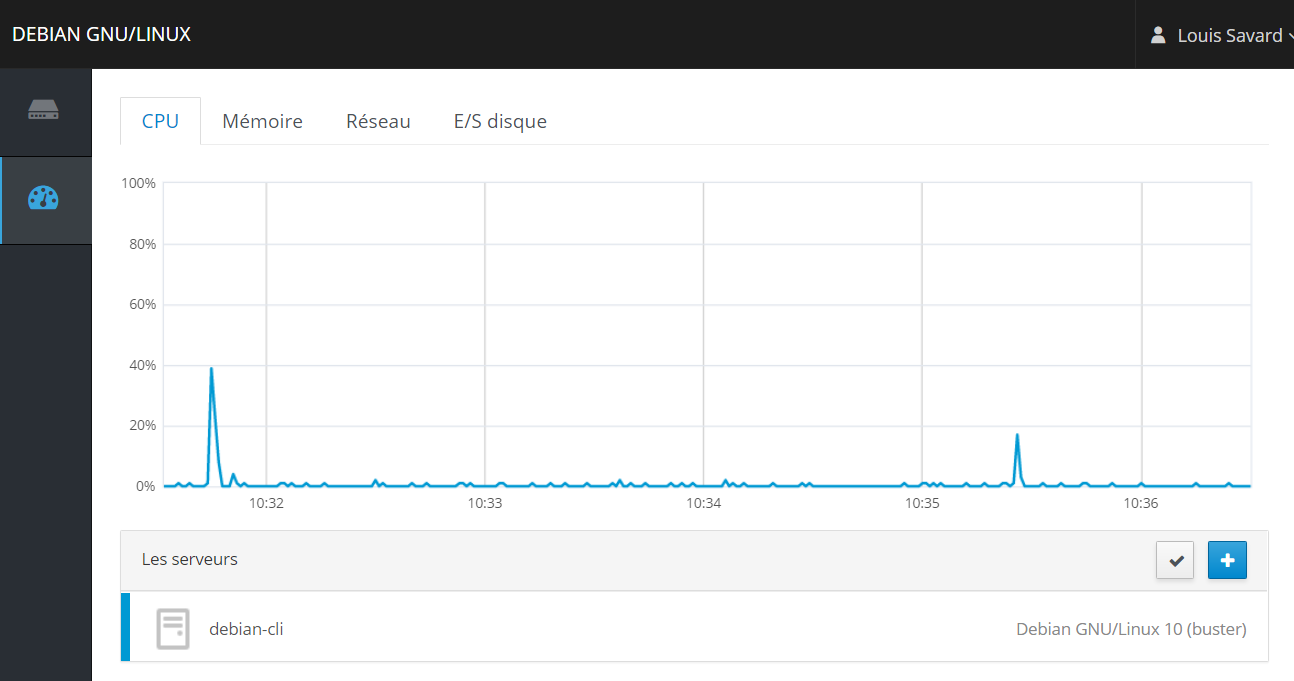 DEBIAN GNU/LINUX
Louis Savard
CPU Mémoire Réseau E/S disque
100%
80%
60%
40%
20%
0%
10:32 10:33 10:34 10:35 10:36
Les serveurs
debian-cli Debian GNU/Linux 10 (buster)